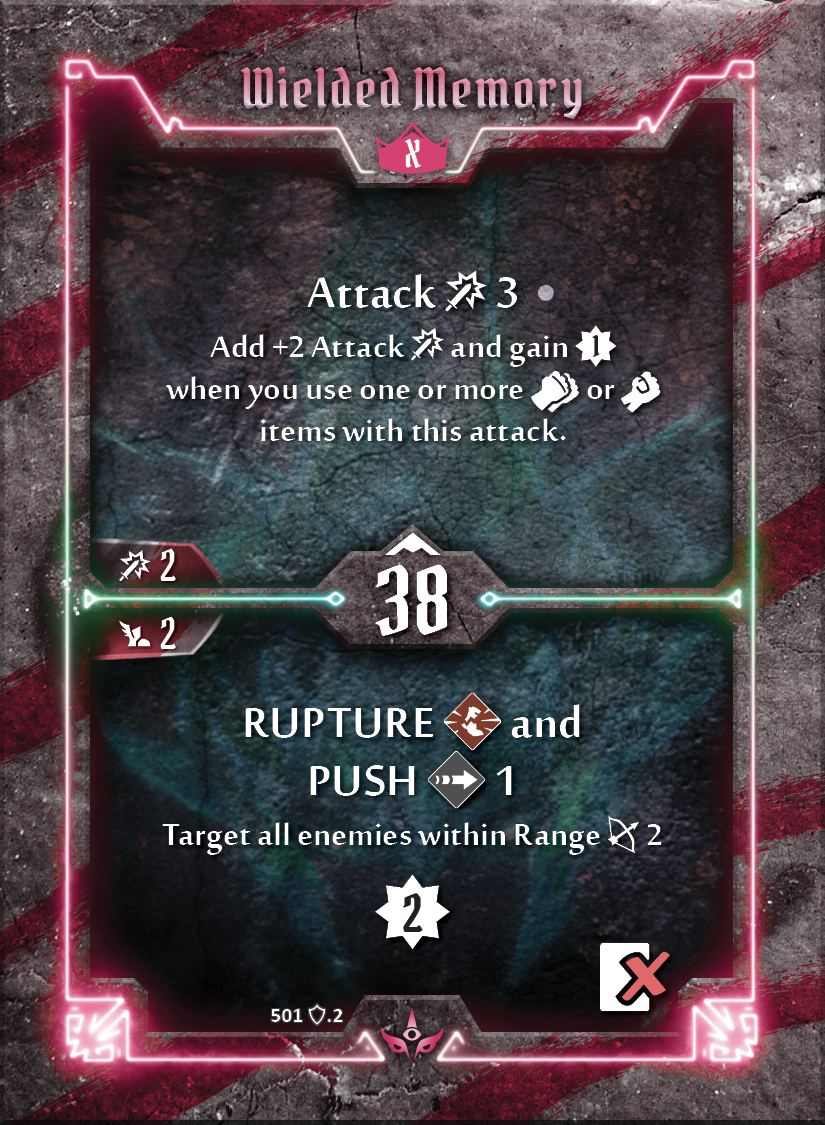 Wielded Memory
X
Attack 3
Add +2 Attack and gain 1
when you use one or more or
items with this attack.
2
38
2
RUPTURE and
PUSH 1
Target all enemies within Range 2
2
501 .2